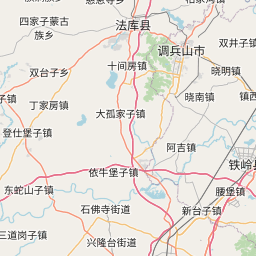 四家子蒙古
族乡
法库县
调兵山市
双井子乡
双台子乡
十间房镇
晓明镇
丁家房镇
大孤家子镇
晓南镇
登仕堡子镇
阿吉镇
铁岭县
依牛堡子镇
东蛇山子镇
腰堡镇
石佛寺街道
新台子镇
三道岗子镇
兴隆台街道